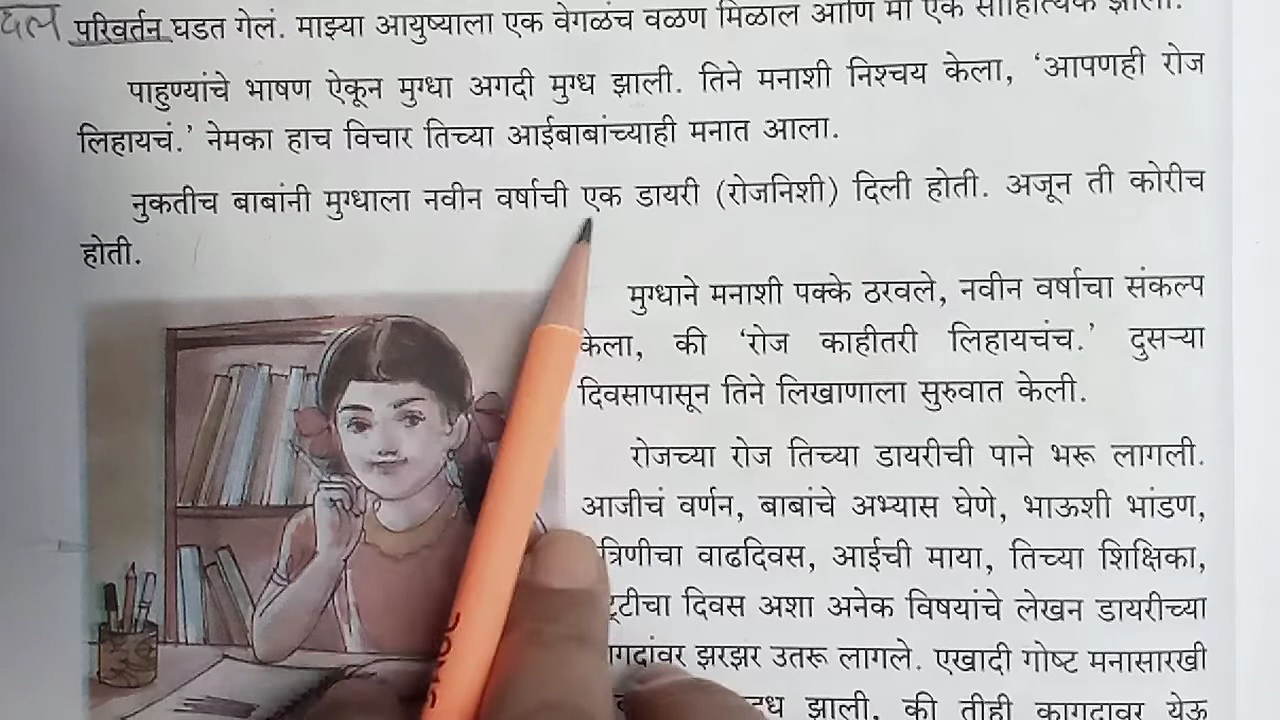 दल परिवर्तन घडत गेलं. माझ्या आयुष्याला एक वेगळंच वळण मिळाल आणि मी एक साहित्यिक झालो.
पाहुण्यांचे भाषण ऐकून मुग्धा अगदी मुग्ध झाली. तिने मनाशी निश्चय केला, ‘आपणही रोज
लिहायचं.’ नेमका हाच विचार तिच्या आईबाबांच्याही मनात आला.
नुकतीच बाबांनी मुग्धाला नवीन वर्षाची एक डायरी (रोजनिशी) दिली होती. अजून ती कोरीच
होती.
मुग्धाने मनाशी पक्के ठरवले, नवीन वर्षाचा संकल्प
केला, की ‘रोज काहीतरी लिहायचंच.’ दुसऱ्या
दिवसापासून तिने लिखाणाला सुरुवात केली.
रोजच्या रोज तिच्या डायरीची पाने भरू लागली.
आजीचं वर्णन, बाबांचे अभ्यास घेणे, भाऊशी भांडण,
त्रिणीचा वाढदिवस, आईची माया, तिच्या शिक्षिका,
दिवस अशा अनेक विषयांचे लेखन डायरीच्या
झरझर उतरू लागले. एखादी गोष्ट मनासारखी
झाली, की तीही कागदावर येऊ